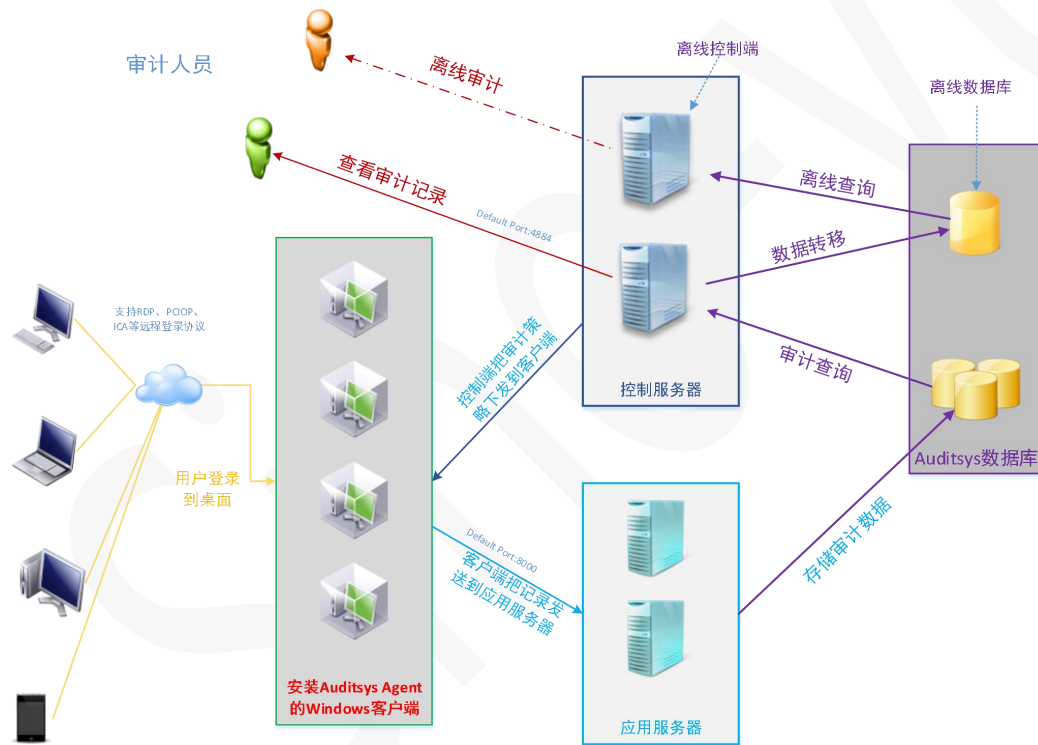 审计人员
离线审计
离线控制端
离线数据库
查看审计记录
Default Port:4884
离线查询
数据转移
支持RDP、PCIOP、
ICA等远程登录协议
控制端把审计策
略下发到客户端
控制服务器
审计查询
Auditsys数据库
用户登录
到桌面
Default Port:8000
客户端把记录发
送到应用服务器
存储审计数据
安装Auditsys Agent
的Windows客户端
应用服务器